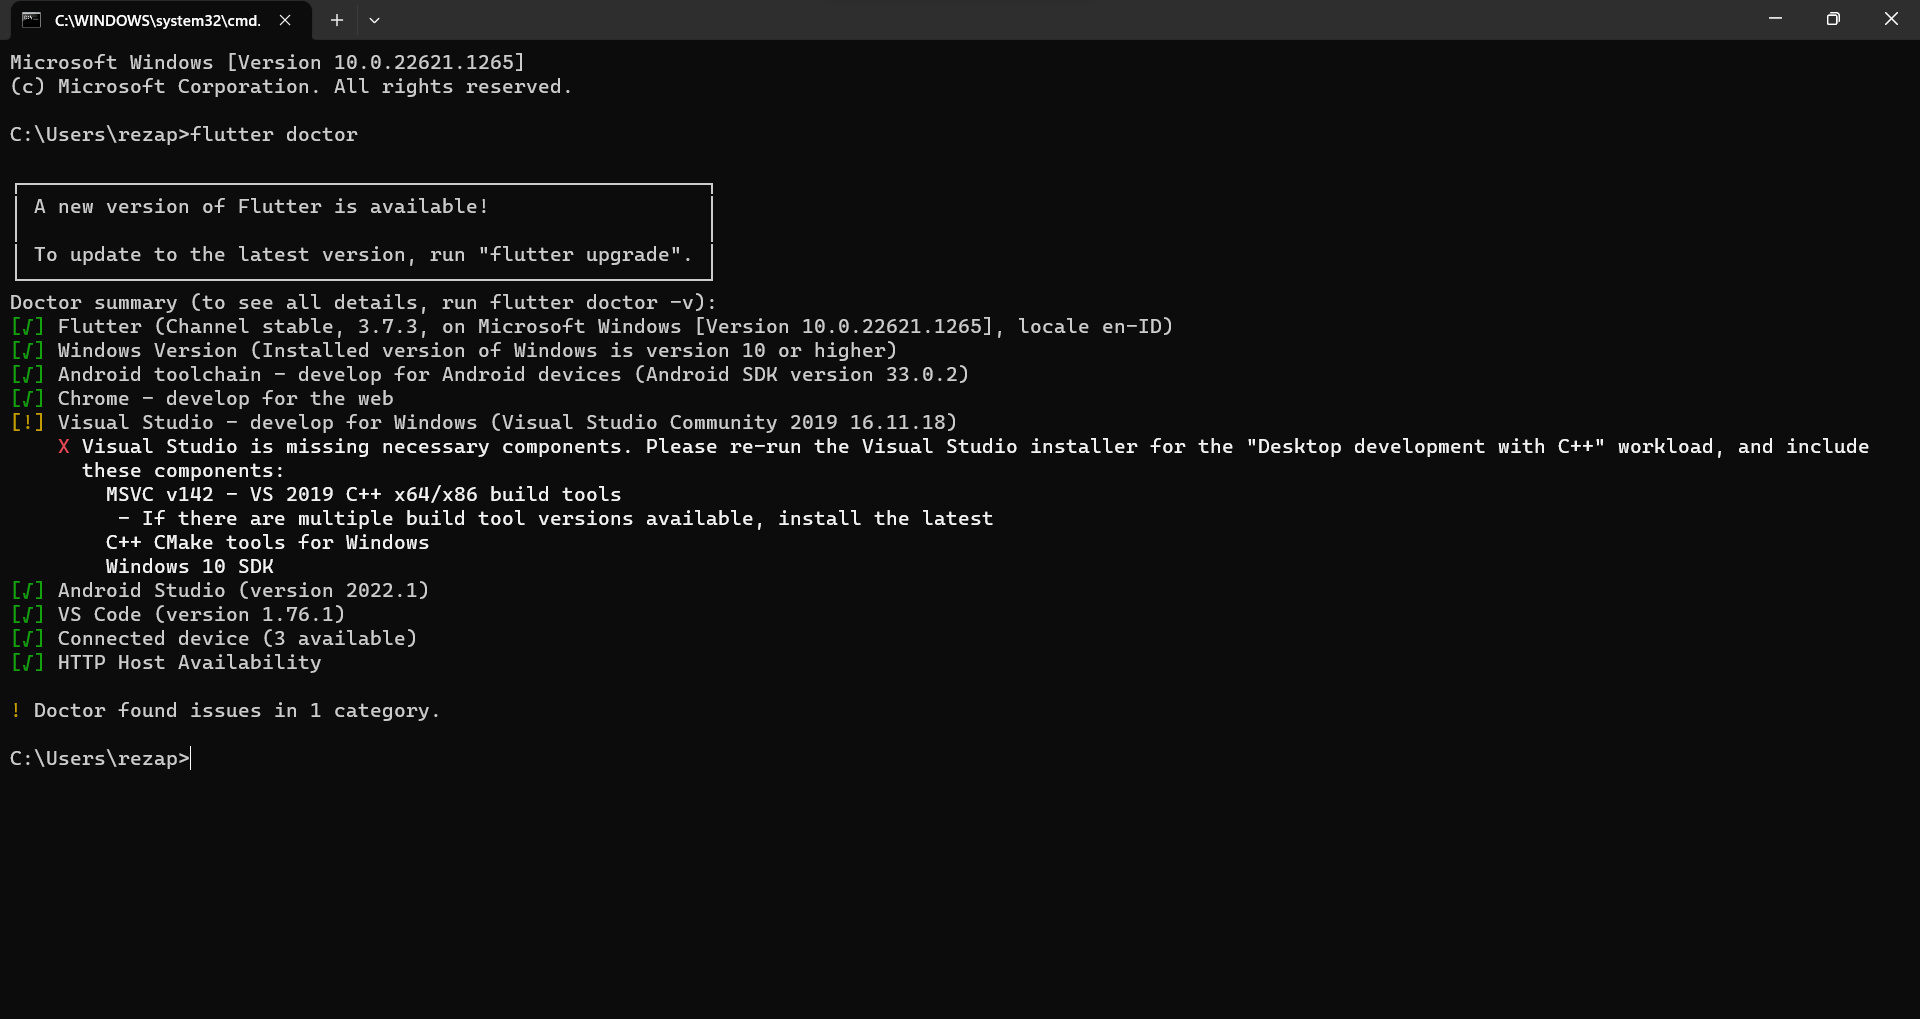 C:\WINDOWS\system32\cmd.
Microsoft Windows [Version 10.0.22621.1265]
(c) Microsoft Corporation. All rights reserved.
C:\Users\rezap>flutter doctor
A new version of Flutter is available!
To update to the latest version, run "flutter upgrade".
Doctor summary (to see all details, run flutter doctor -v):
[√] Flutter (Channel stable, 3.7.3, on Microsoft Windows [Version 10.0.22621.1265], locale en-ID)
[√] Windows Version (Installed version of Windows is version 10 or higher)
[√] Android toolchain - develop for Android devices (Android SDK version 33.0.2)
[√] Chrome - develop for the web
[!] Visual Studio - develop for Windows (Visual Studio Community 2019 16.11.18)
X Visual Studio is missing necessary components. Please re-run the Visual Studio installer for the "Desktop development with C++" workload, and include
these components:
MSVC v142 - VS 2019 C++ x64/x86 build tools
- If there are multiple build tool versions available, install the latest
C++ CMake tools for Windows
Windows 10 SDK
[√] Android Studio (version 2022.1)
[√] VS Code (version 1.76.1)
[√] Connected device (3 available)
[√] HTTP Host Availability
! Doctor found issues in 1 category.
C:\Users\rezap>